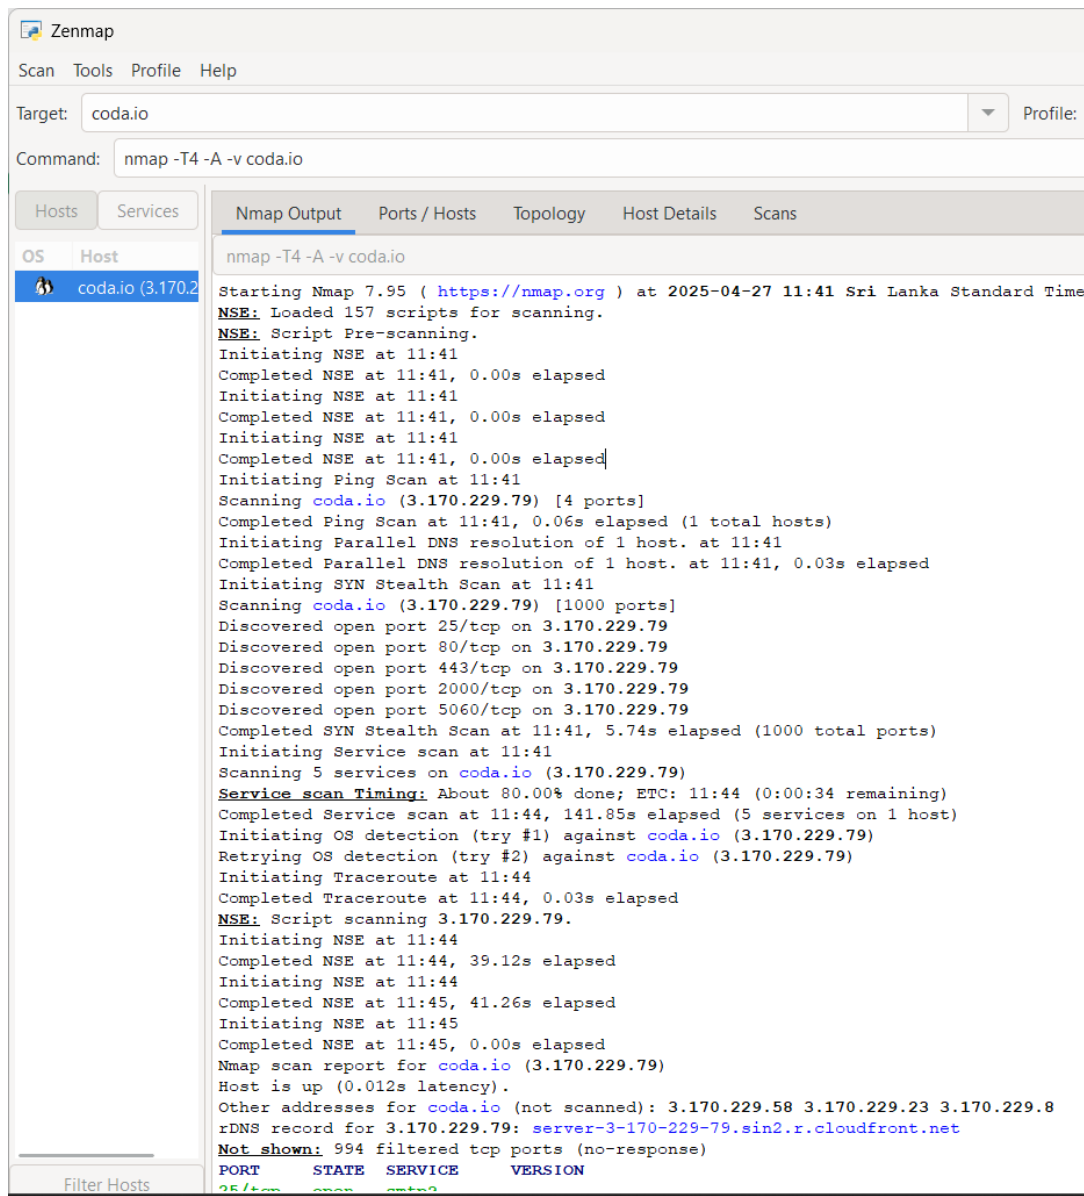 Zenmap
Scan Tools Profile Help
Target: coda.io Profile:
Command: nmap -T4 -A -v coda.io
Hosts Services
Nmap Output Ports / Hosts Topology Host Details Scans
OS Host
nmap -T4 -A -v coda.io
coda.io (3.170.2
Starting Nmap 7.95 ( https://nmap.org ) at 2025-04-27 11:41 Sri Lanka Standard Time
NSE: Loaded 157 scripts for scanning.
NSE: Script Pre-scanning.
Initiating NSE at 11:41
Completed NSE at 11:41, 0.00s elapsed
Initiating NSE at 11:41
Completed NSE at 11:41, 0.00s elapsed
Initiating NSE at 11:41
Completed NSE at 11:41, 0.00s elapsed
Initiating Ping Scan at 11:41
Scanning coda.io (3.170.229.79) [4 ports]
Completed Ping Scan at 11:41, 0.06s elapsed (1 total hosts)
Initiating Parallel DNS resolution of 1 host. at 11:41
Completed Parallel DNS resolution of 1 host. at 11:41, 0.03s elapsed
Initiating SYN Stealth Scan at 11:41
Scanning coda.io (3.170.229.79) [1000 ports]
Discovered open port 25/tcp on 3.170.229.79
Discovered open port 80/tcp on 3.170.229.79
Discovered open port 443/tcp on 3.170.229.79
Discovered open port 2000/tcp on 3.170.229.79
Discovered open port 5060/tcp on 3.170.229.79
Completed SYN Stealth Scan at 11:41, 5.74s elapsed (1000 total ports)
Initiating Service scan at 11:41
Scanning 5 services on coda.io (3.170.229.79)
Service scan Timing: About 80.00% done; ETC: 11:44 (0:00:34 remaining)
Completed Service scan at 11:44, 141.85s elapsed (5 services on 1 host)
Initiating OS detection (try #1) against coda.io (3.170.229.79)
Retrying OS detection (try #2) against coda.io (3.170.229.79)
Initiating Traceroute at 11:44
Completed Traceroute at 11:44, 0.03s elapsed
NSE: Script scanning 3.170.229.79.
Initiating NSE at 11:44
Completed NSE at 11:44, 39.12s elapsed
Initiating NSE at 11:44
Completed NSE at 11:45, 41.26s elapsed
Initiating NSE at 11:45
Completed NSE at 11:45, 0.00s elapsed
Nmap scan report for coda.io (3.170.229.79)
Host is up (0.012s latency).
Other addresses for coda.io (not scanned): 3.170.229.58 3.170.229.23 3.170.229.8
rDNS record for 3.170.229.79: server-3-170-229-79.sin2.r.cloudfront.net
Not shown: 994 filtered tcp ports (no-response)
PORT STATE SERVICE VERSION
25/tcp open smtp?
Filter Hosts